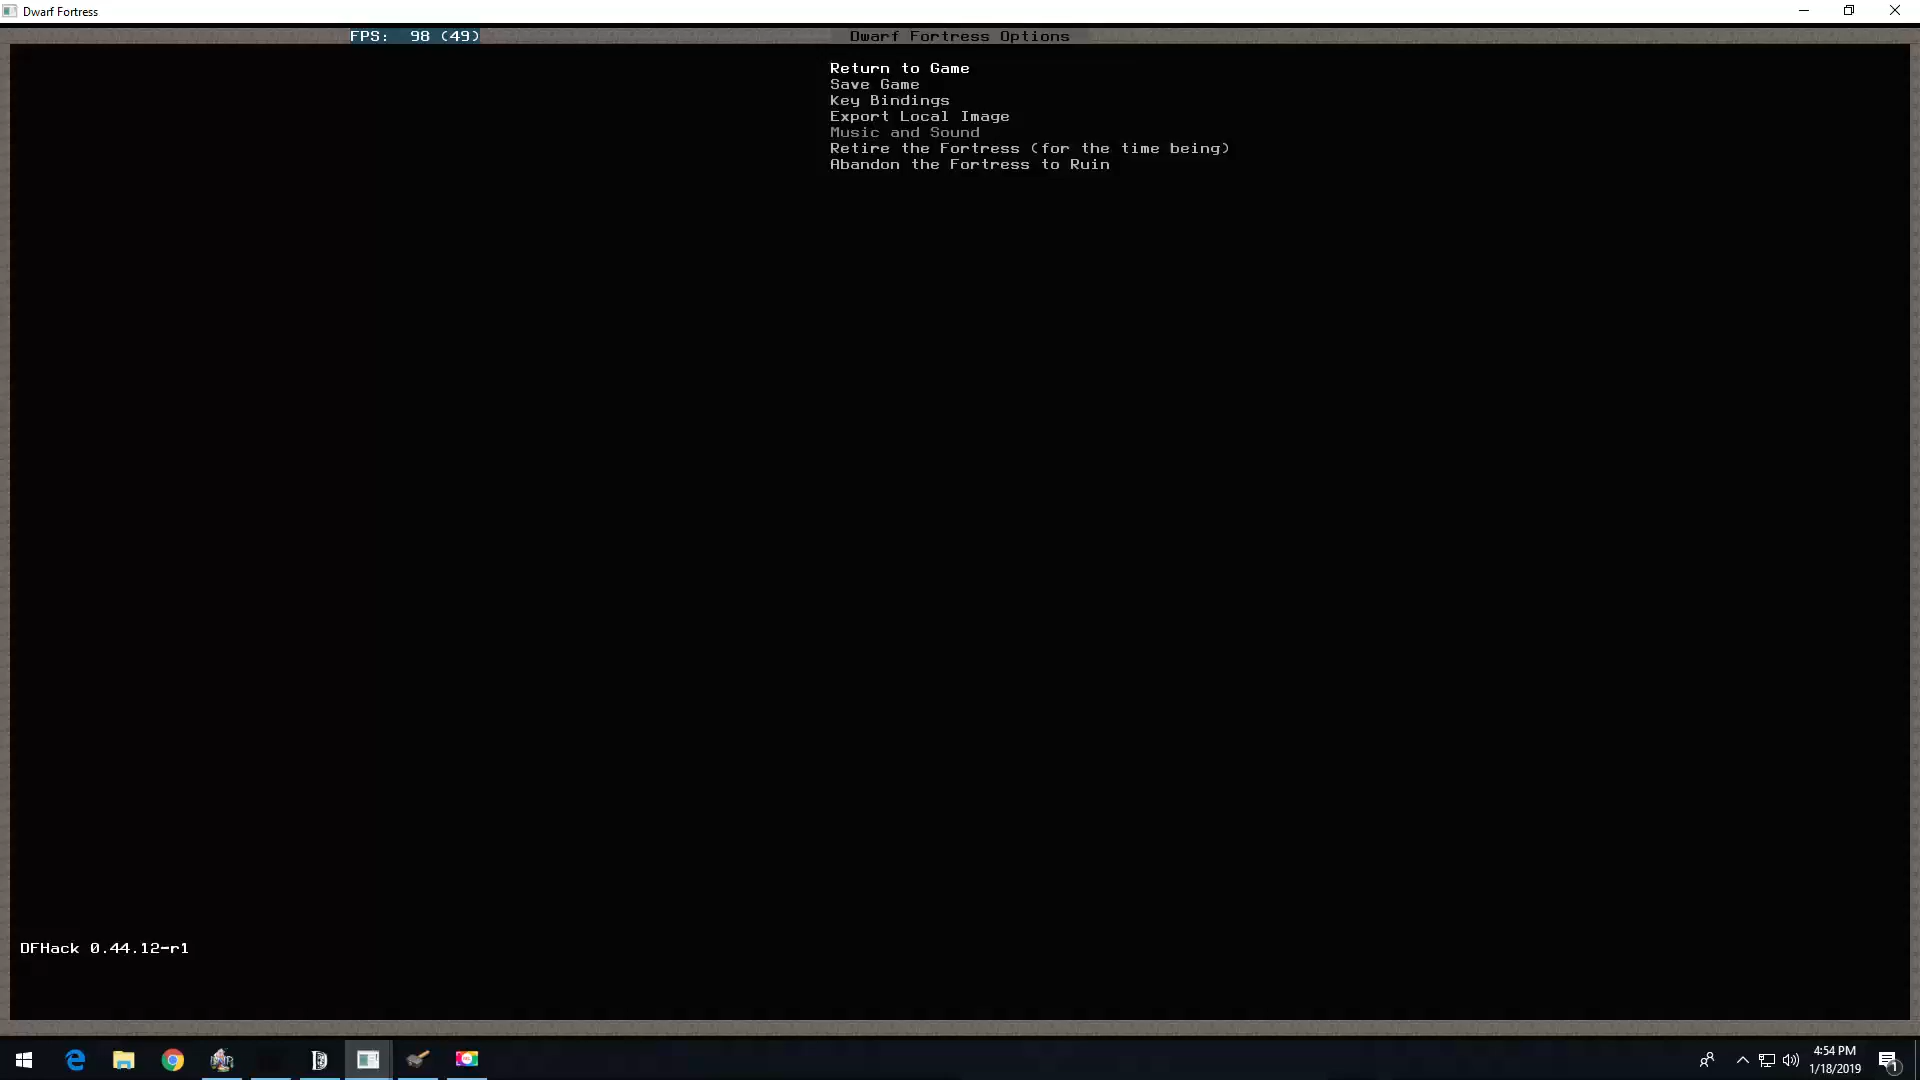 Dwarf Fortress
FPS: 98 (49)
Dwarf Fortress Options
Return to Game
Save Game
Key Bindings
Export Local Image
Music and Sound
Retire the Fortress (for the time being)
Abandon the Fortress to Ruin
DFHack 0.44.12-r1
4:54 PM
1/18/2019
1